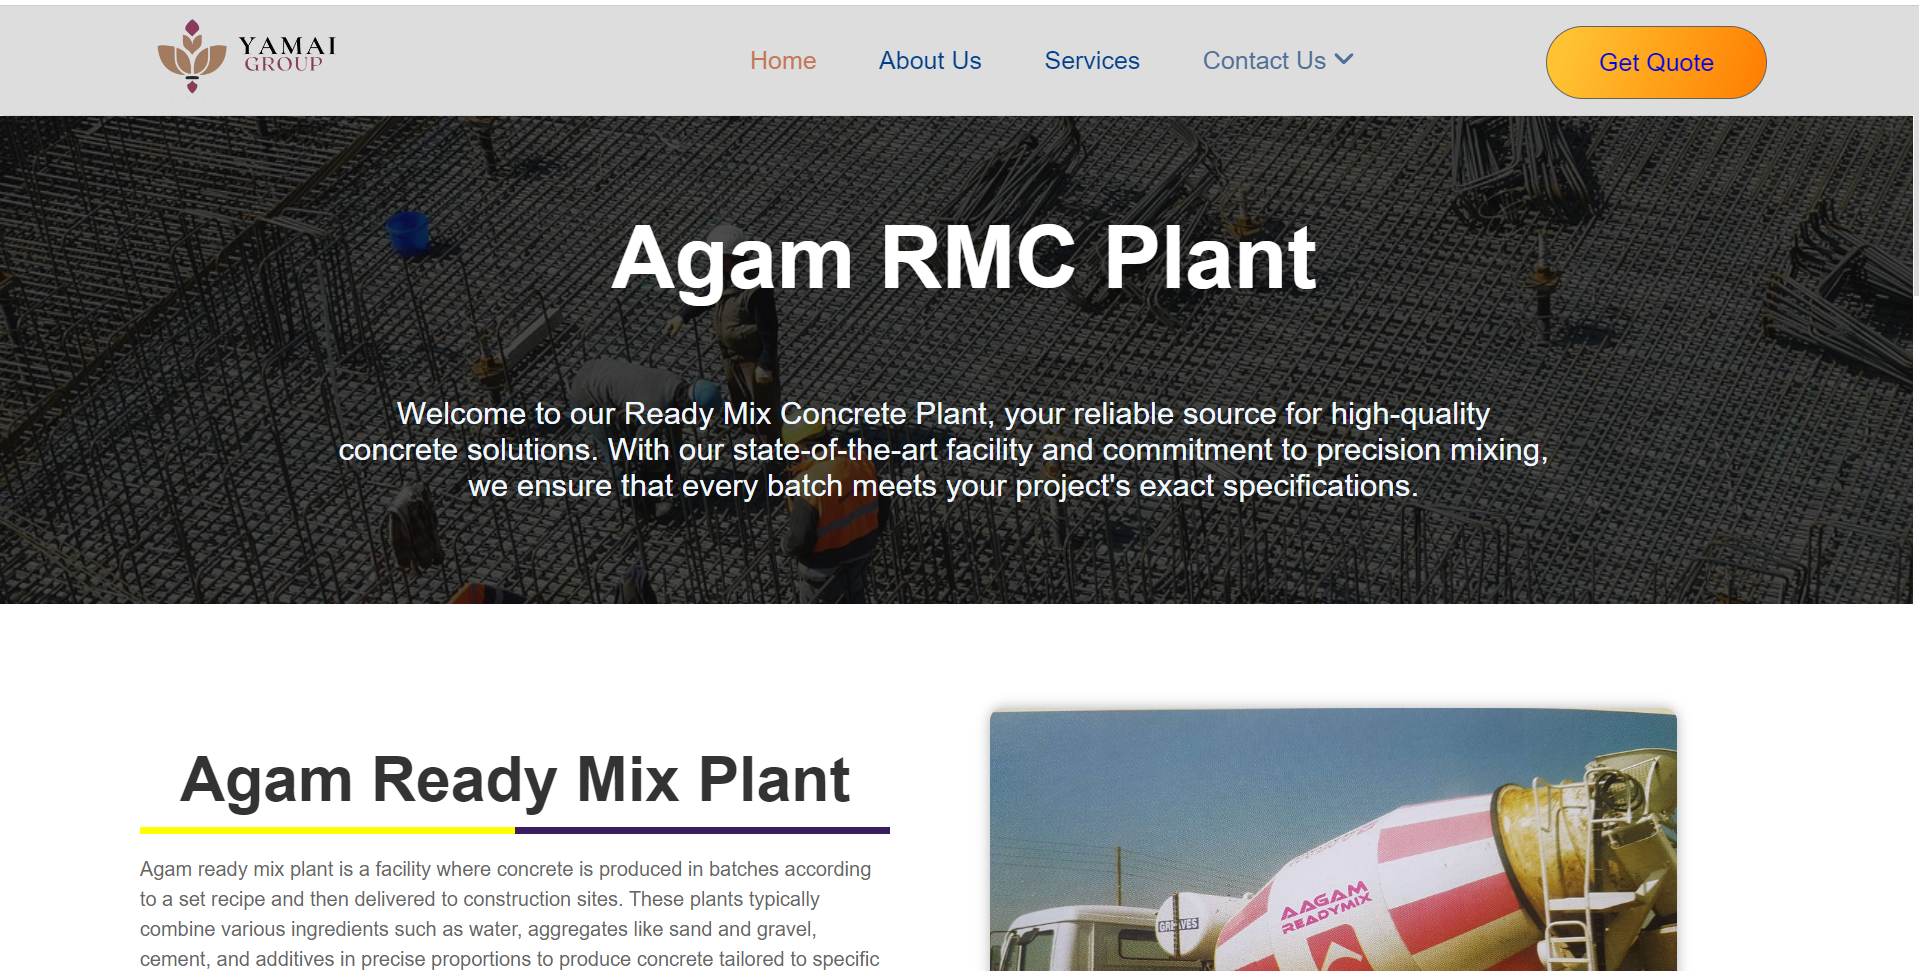 YAMAI
GROUP
Home
About Us
Services
Contact Us
Get Quote
Agam RMC Plant
Welcome to our Ready Mix Concrete Plant, your reliable source for high-quality
concrete solutions. With our state-of-the-art facility and commitment to precision mixing,
we ensure that every batch meets your project's exact specifications.
Agam Ready Mix Plant
Agam ready mix plant is a facility where concrete is produced in batches according
to a set recipe and then delivered to construction sites. These plants typically
combine various ingredients such as water, aggregates like sand and gravel,
cement, and additives in precise proportions to produce concrete tailored to specific
AAGAM
READYMIX
GREAVES